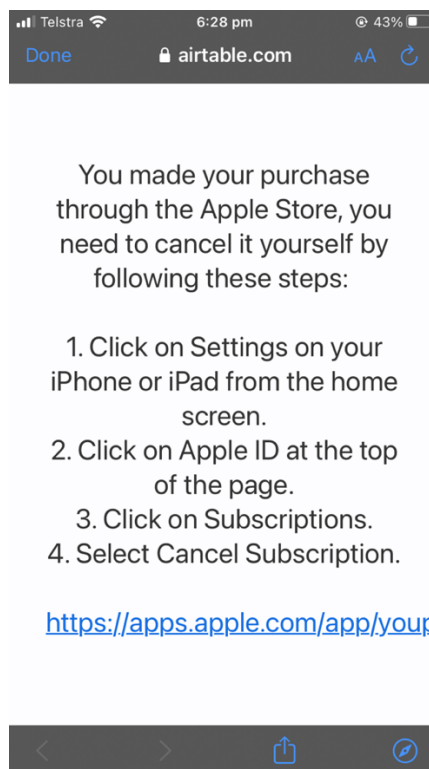 Telstra 6:28 pm 43%
Done airtable.com AA
You made your purchase
through the Apple Store, you
need to cancel it yourself by
following these steps:
1. Click on Settings on your
iPhone or iPad from the home
screen.
2. Click on Apple ID at the top
of the page.
3. Click on Subscriptions.
4. Select Cancel Subscription.
https://apps.apple.com/app/youp